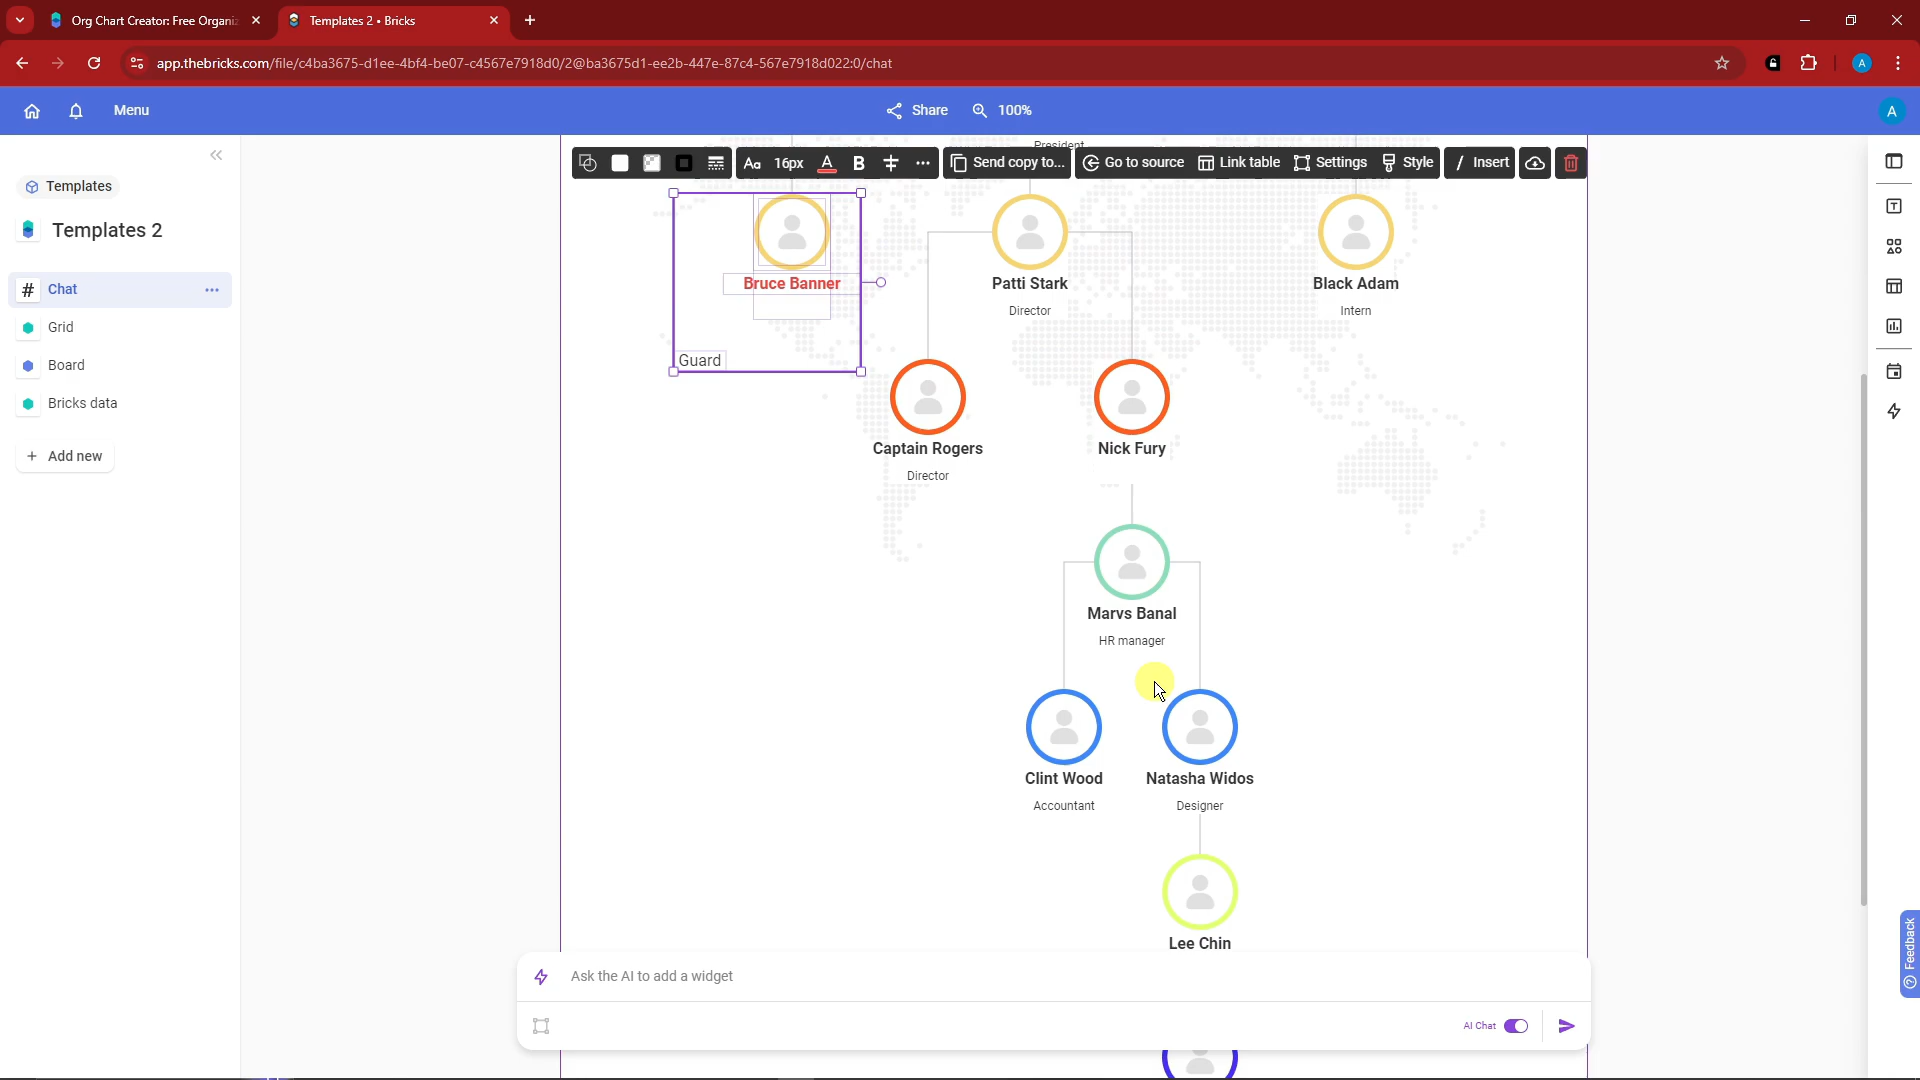 Org Chart Creator: Free Organiz
Templates 2 • Bricks
app.thebricks.com/file/c4ba3675-d1ee-4bf4-be07-c4567e7918d0/2@ba3675d1-ee2b-447e-87c4-567e7918d022:0/chat
A
Menu
Share
100%
A
President
Aa
16px
A
B
Send copy to...
Go to source
Link table
Settings
Style
/ Insert
Templates
Templates 2
# Chat
Grid
Board
Bricks data
+ Add new
Bruce Banner
Guard
Patti Stark
Director
Black Adam
Intern
Captain Rogers
Director
Nick Fury
Marvs Banal
HR manager
Clint Wood
Accountant
Natasha Widos
Designer
Lee Chin
Ask the AI to add a widget
AI Chat
Feedback